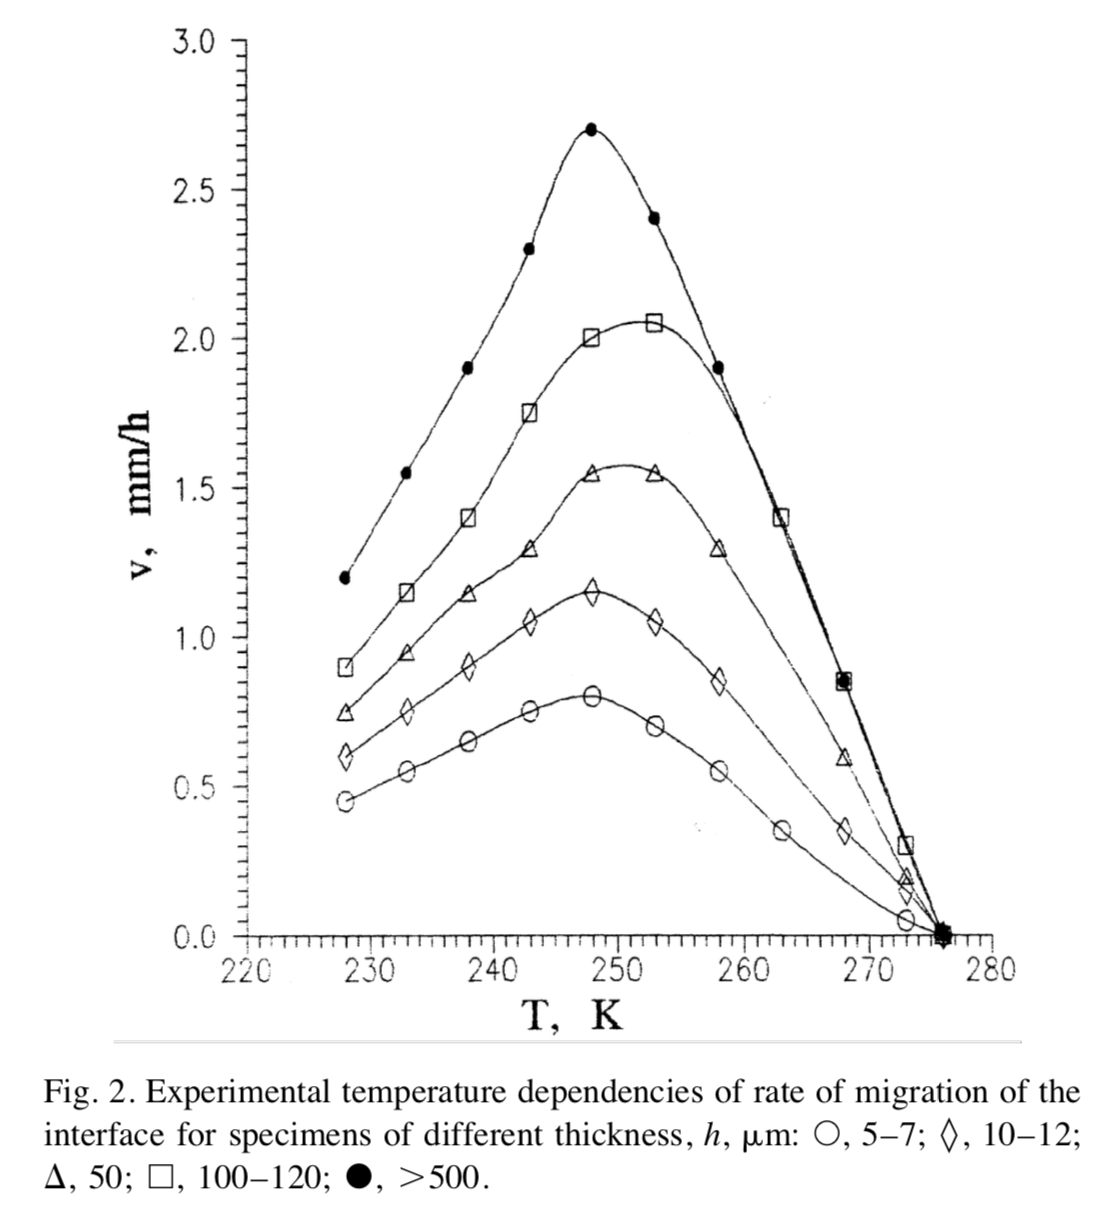 3.0
2.5
2.0
1.5
1.0
0.5
0.0
v, mm/h
220 230 240 250 260 270 280
T, K
Fig. 2. Experimental temperature dependencies of rate of migration of the
interface for specimens of different thickness, h, μm: ○, 5–7; ◊, 10–12;
Δ, 50; □, 100–120; ●, >500.